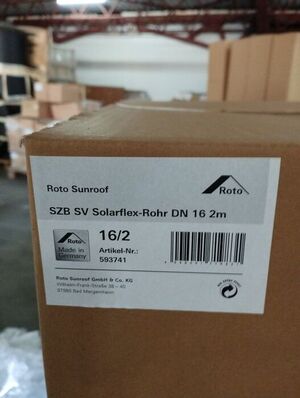 Roto Sunroof
Roto
SZB SV Solarflex-Rohr DN 16 2m
Roto
Made in
Germany
16/2
Artikel-Nr.:
593741
Roto Sunroof GmbH & Co. KG
Wilhelm-Frank-Straße 38 - 40
97980 Bad Mergentheim